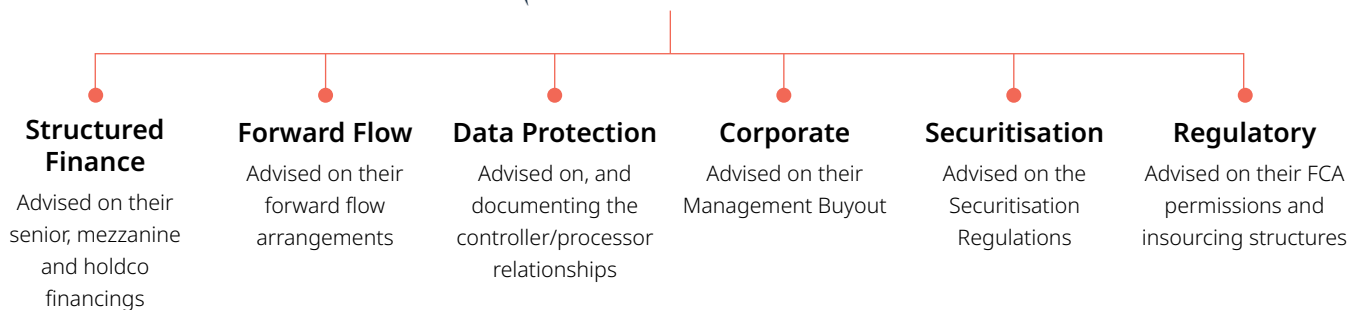 Structured
Finance
Advised on their
senior, mezzanine
and holdco
financings
Forward Flow
Advised on their
forward flow
arrangements
Data Protection
Advised on, and
documenting the
controller/processor
relationships
Corporate
Advised on their
Management Buyout
Securitisation
Advised on the
Securitisation
Regulations
Regulatory
Advised on their FCA
permissions and
insourcing structures